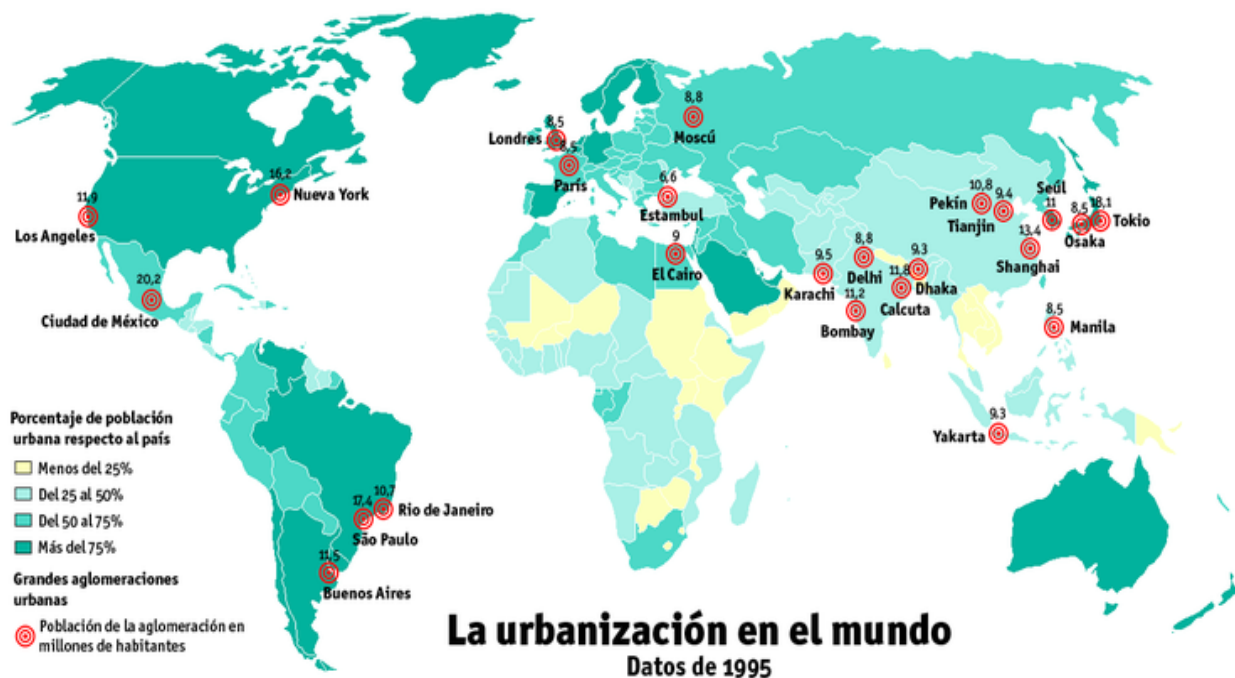 8,8
8,5
Londres
Moscú
8,5
París
16,2
Nueva York
6,6
Estambul
11,9
Los Angeles
10,8
Pekín
9,4
Tianjin
Seúl
11
8,5
Osaka
18,1
Tokio
13,4
Shanghai
9
El Cairo
9,5
Karachi
8,8
Delhi
9,3
Dhaka
11,8
Calcuta
11,2
Bombay
20,2
Ciudad de México
8,5
Manila
9,3
Yakarta
Porcentaje de población
urbana respecto al país
Menos del 25%
Del 25 al 50%
Del 50 al 75%
Más del 75%
10,7
Rio de Janeiro
17,4
São Paulo
11,5
Buenos Aires
Grandes aglomeraciones
urbanas
Población de la aglomeración en
millones de habitantes
La urbanización en el mundo
Datos de 1995